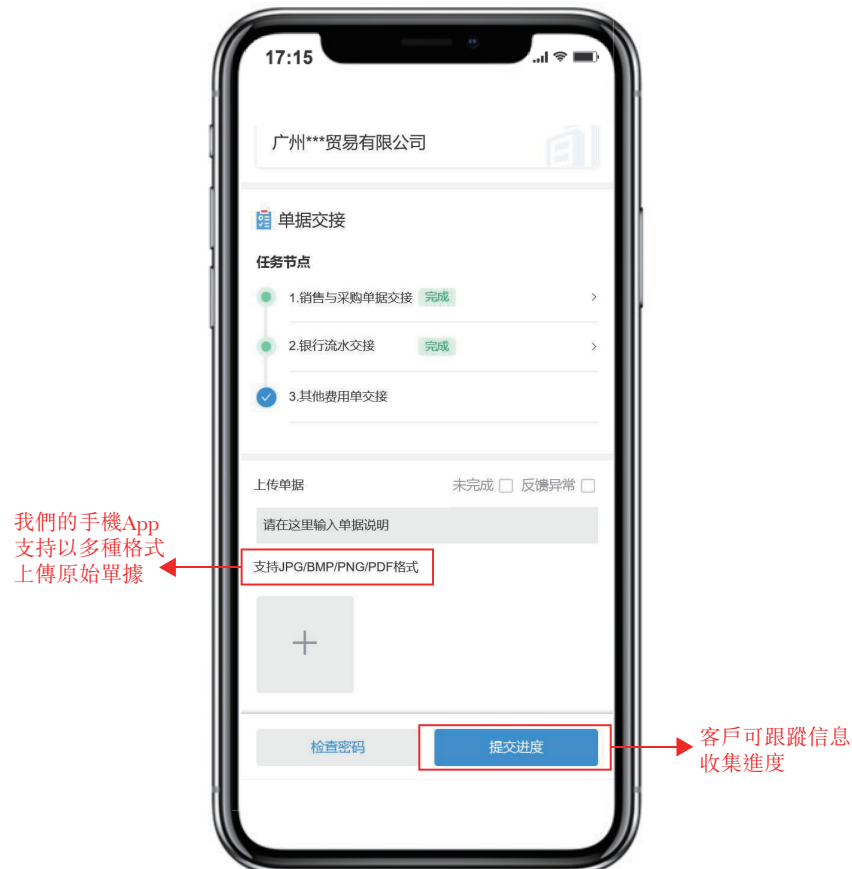 17:15
广州***贸易有限公司
单据交接
任务节点
1.销售与采购单据交接 完成
2.银行流水交接 完成
3.其他费用单交接
上传单据 未完成 反馈异常
请在这里输入单据说明
支持JPG/BMP/PNG/PDF格式
我們的手機App
支持以多種格式
上傳原始單據
检查密码 提交进度
客戶可跟蹤信息
收集進度